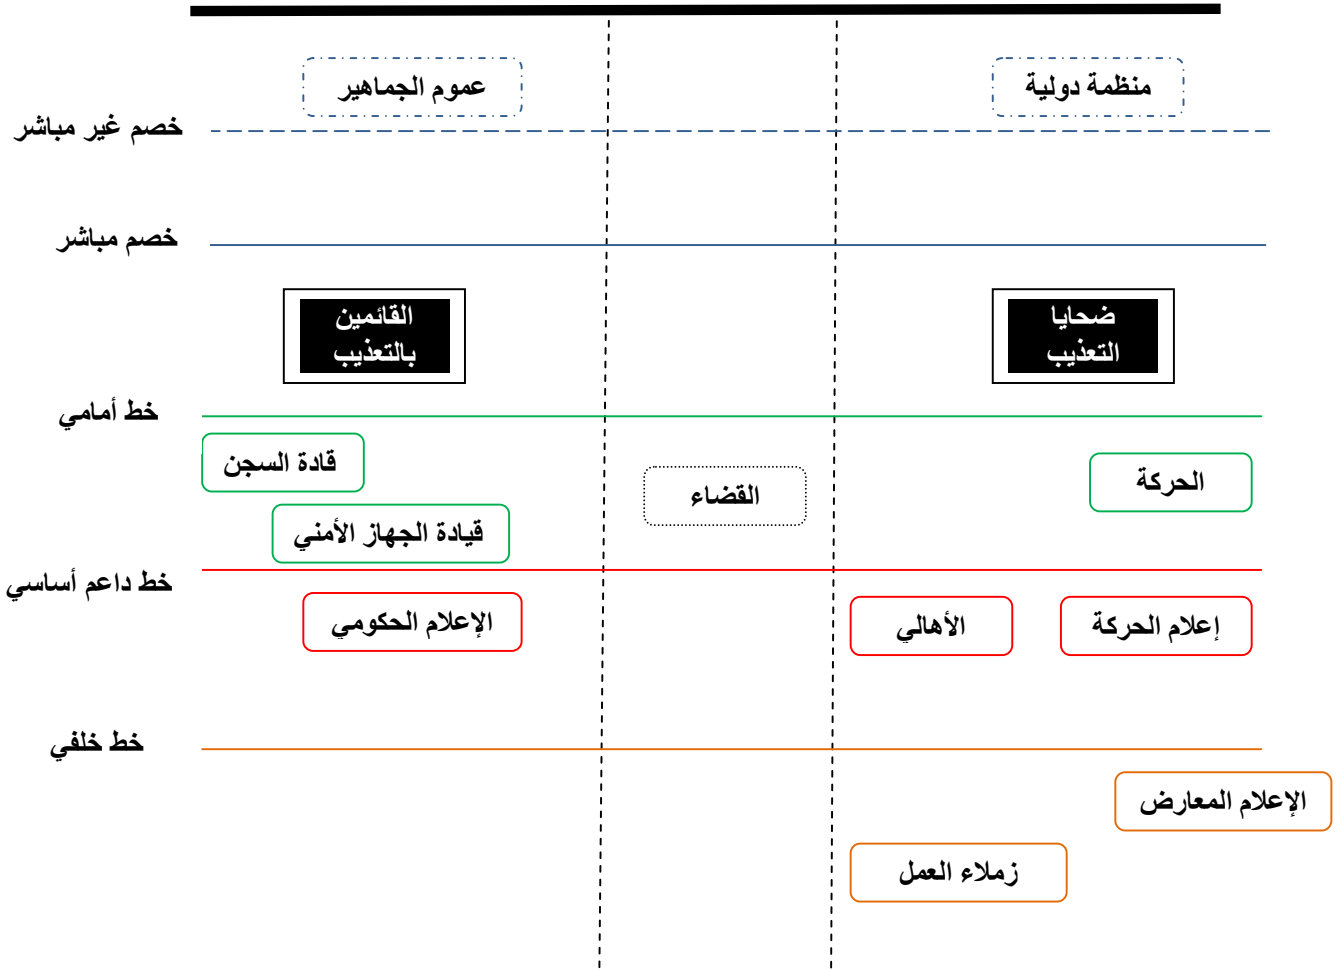 منظمة دولية
عموم الجماهير
خصم غير مباشر
خصم مباشر
ضحايا
التعذيب
القائمين
بالتعذيب
خط أمامي
الحركة
القضاء
قادة السجن
قيادة الجهاز الأمني
خط داعم أساسي
إعلام الحركة
الأهالي
الإعلام الحكومي
خط خلفي
الإعلام المعارض
زملاء العمل